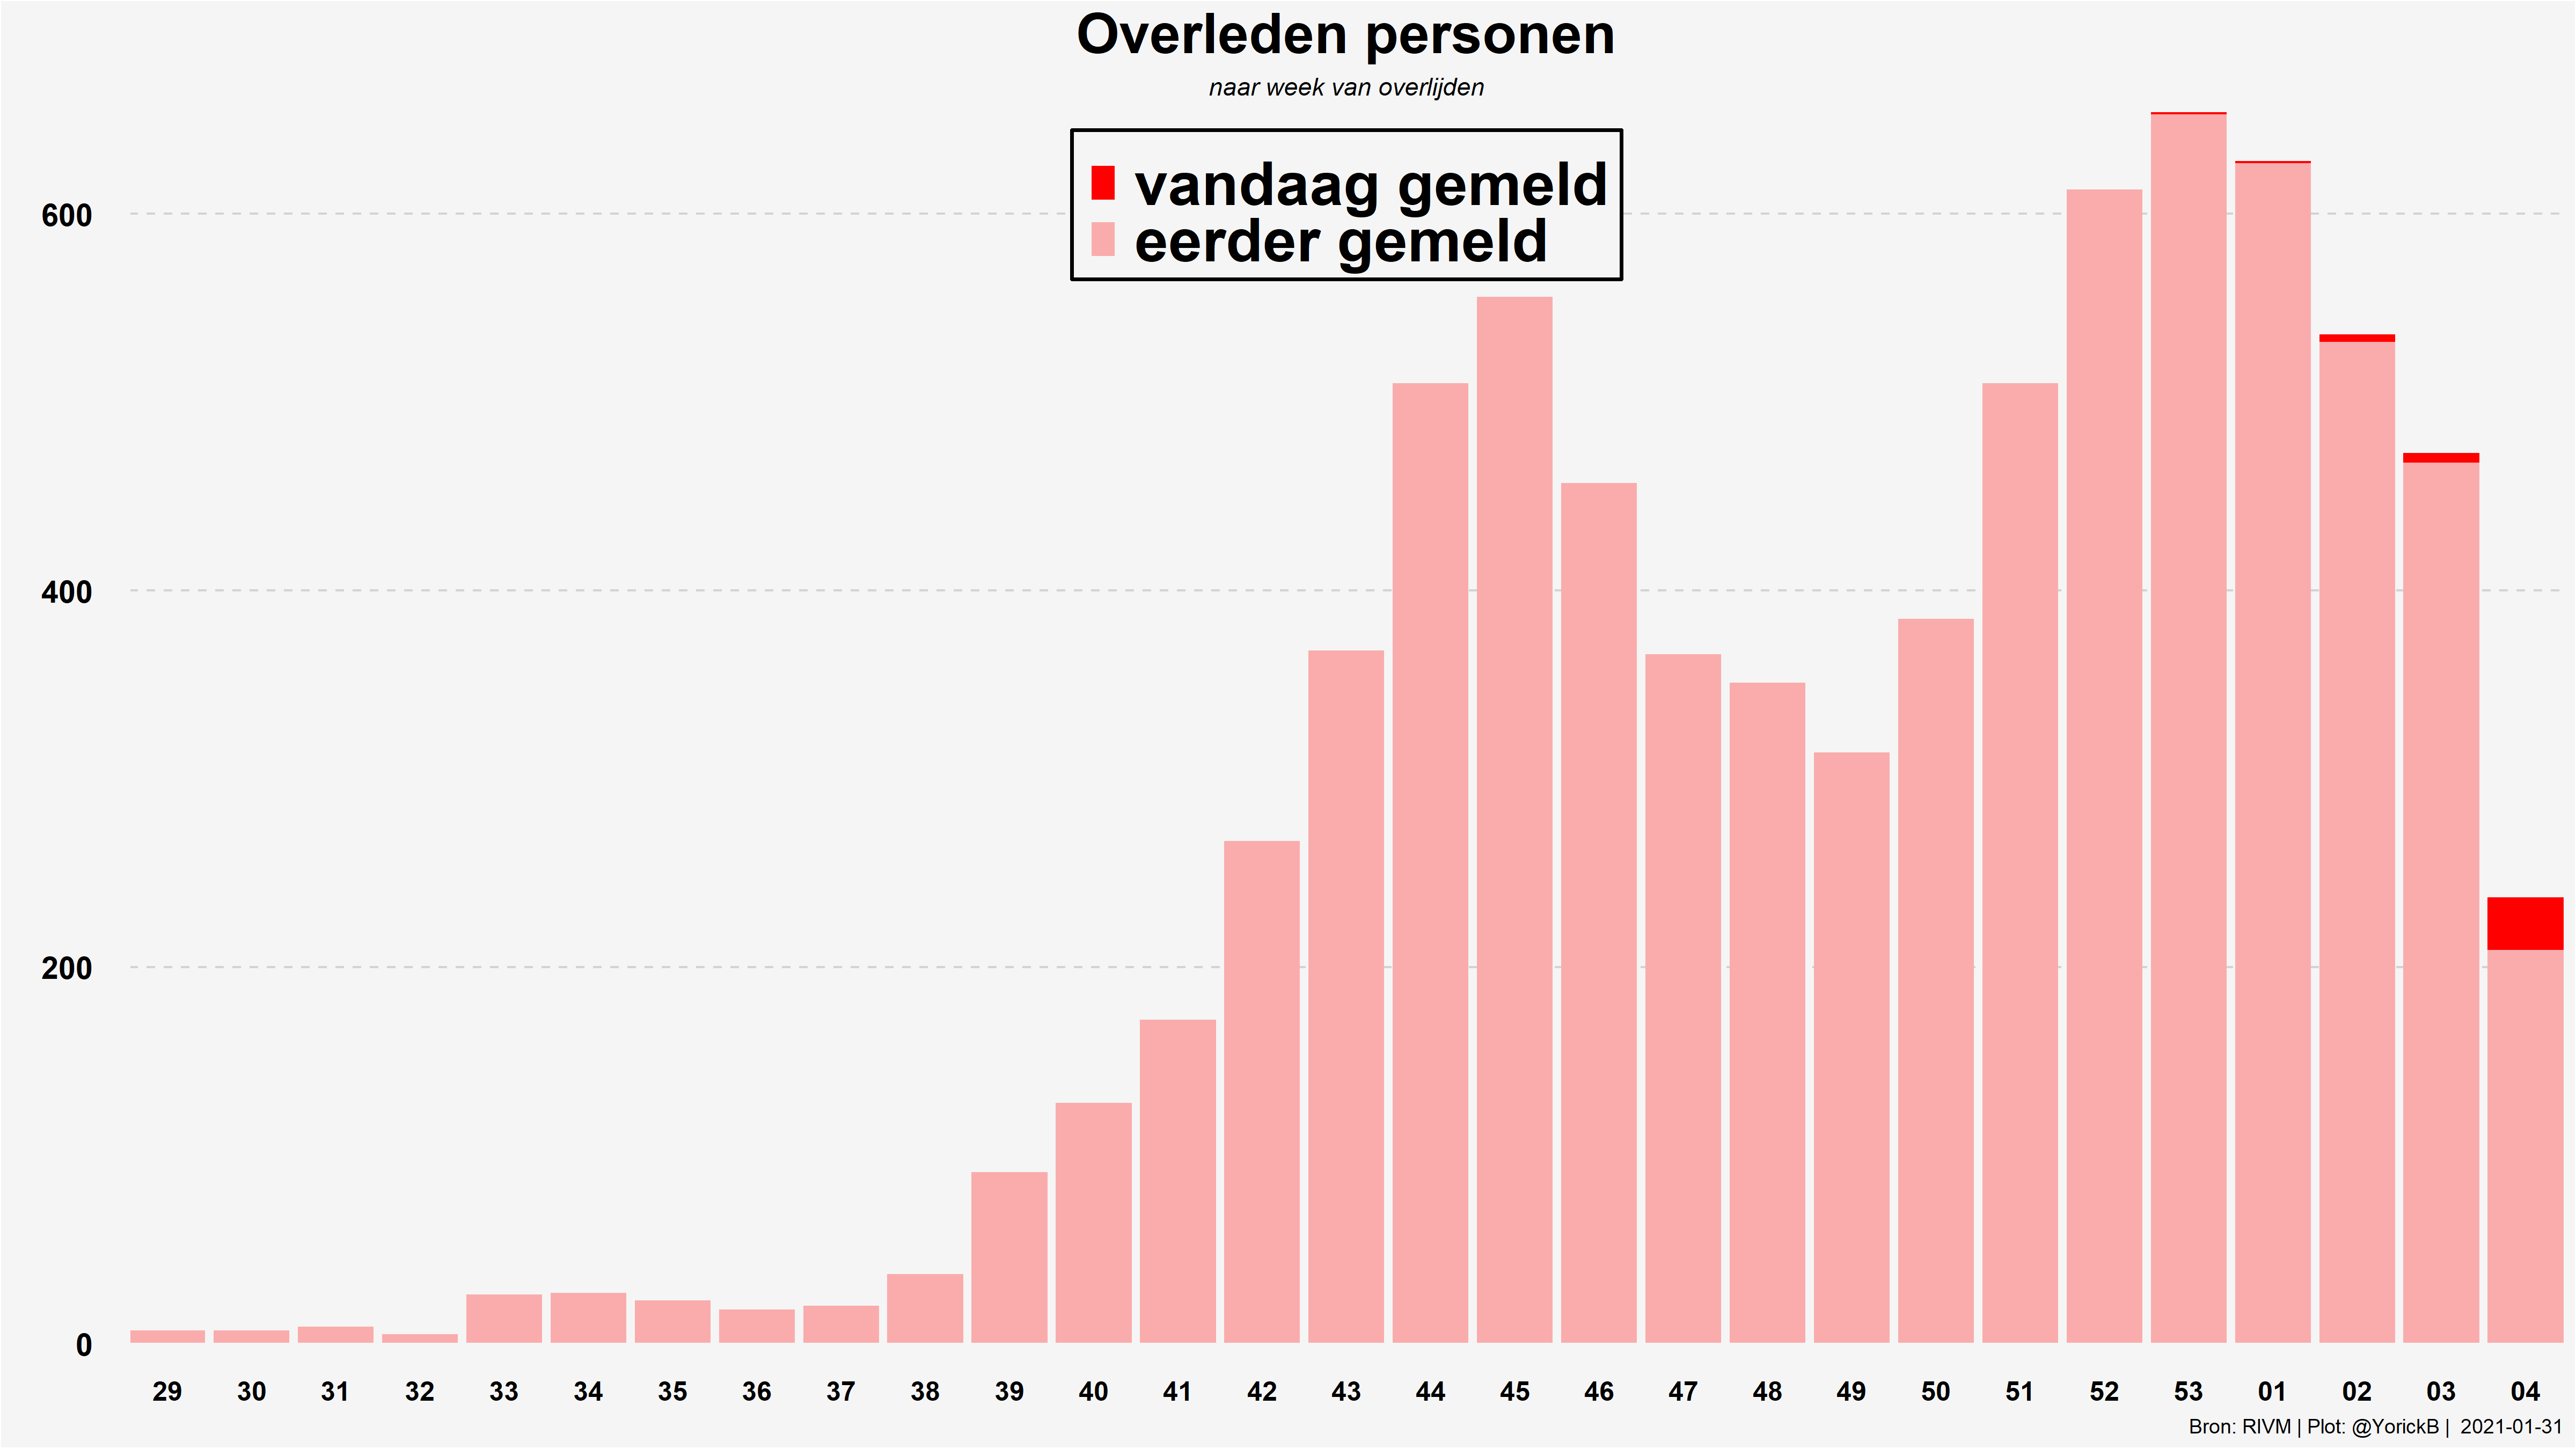 Overleden personen
naar week van overlijden
vandaag gemeld
eerder gemeld
600
400
200
0
29 30 31 32 33 34 35 36 37 38 39 40 41 42 43 44 45 46 47 48 49 50 51 52 53 01 02 03 04
Bron: RIVM | Plot: @YorickB | 2021-01-31